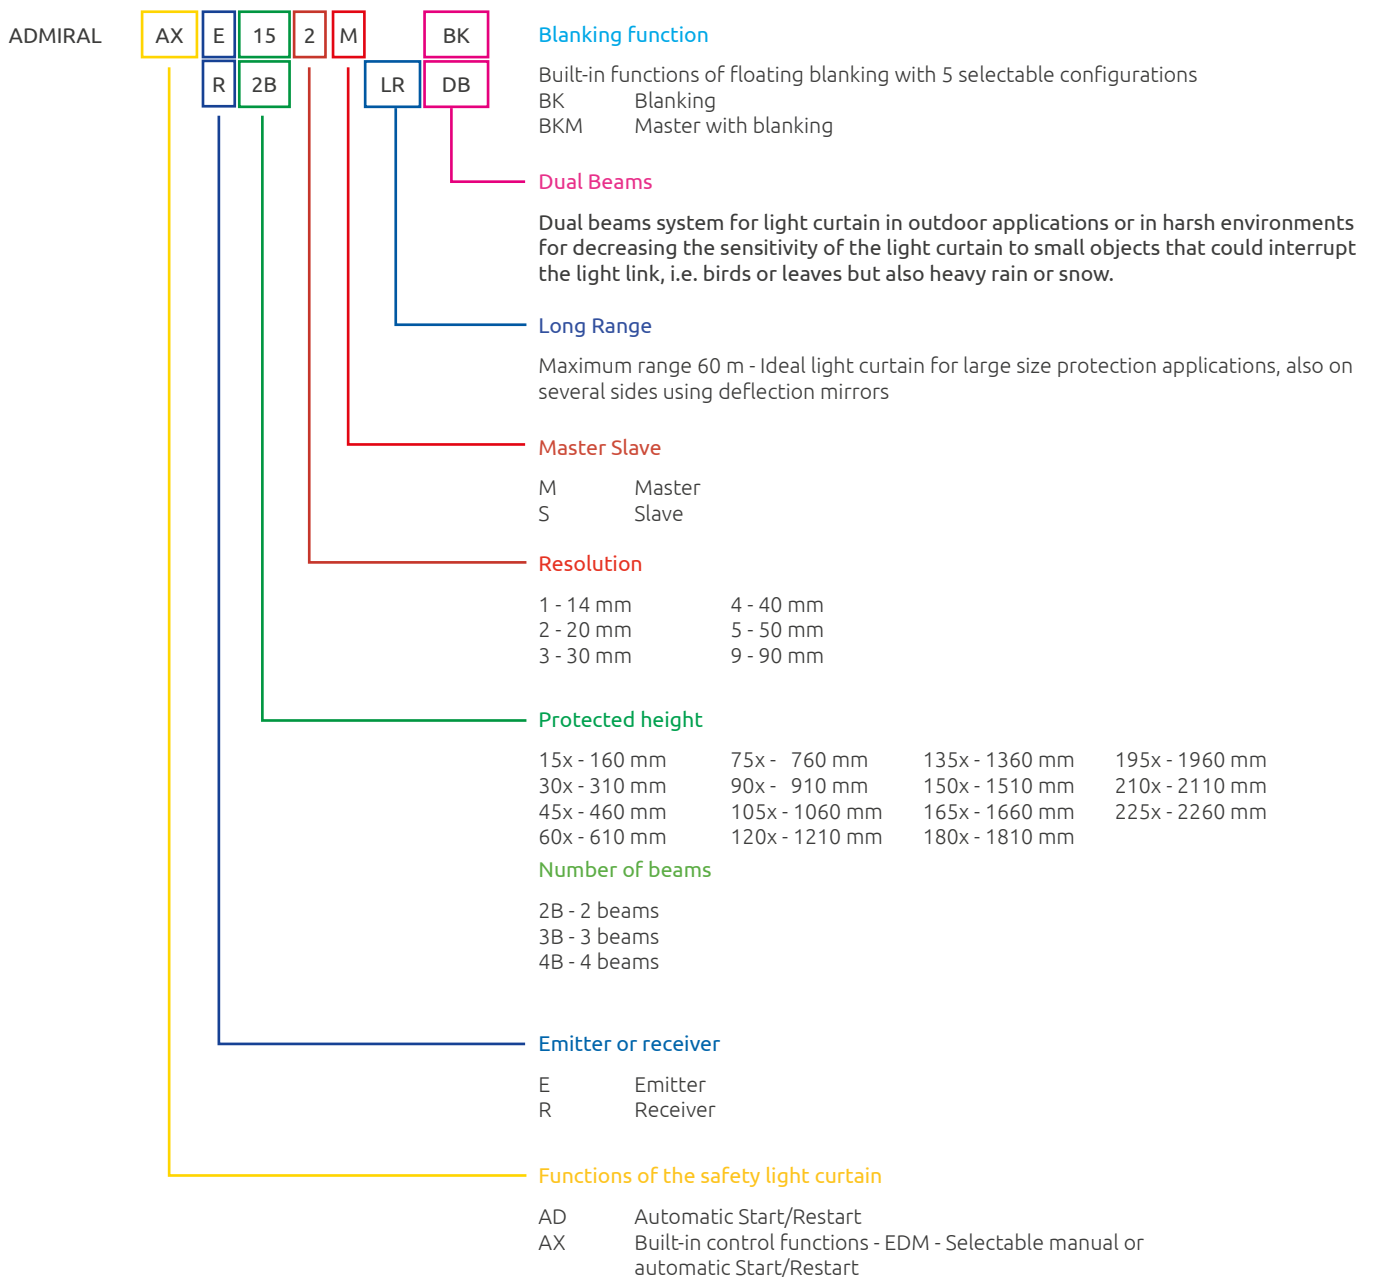 ADMIRAL AX E 15 2 M BK
R 2B LR DB
Blanking function
Built-in functions of floating blanking with 5 selectable configurations
BK Blanking
BKM Master with blanking
Dual Beams
Dual beams system for light curtain in outdoor applications or in harsh environments
for decreasing the sensitivity of the light curtain to small objects that could interrupt
the light link, i.e. birds or leaves but also heavy rain or snow.
Long Range
Maximum range 60 m - Ideal light curtain for large size protection applications, also on
several sides using deflection mirrors
Master Slave
M Master
S Slave
Resolution
1 - 14 mm 4 - 40 mm
2 - 20 mm 5 - 50 mm
3 - 30 mm 9 - 90 mm
Protected height
15x - 160 mm 75x - 760 mm 135x - 1360 mm 195x - 1960 mm
30x - 310 mm 90x - 910 mm 150x - 1510 mm 210x - 2110 mm
45x - 460 mm 105x - 1060 mm 165x - 1660 mm 225x - 2260 mm
60x - 610 mm 120x - 1210 mm 180x - 1810 mm
Number of beams
2B - 2 beams
3B - 3 beams
4B - 4 beams
Emitter or receiver
E Emitter
R Receiver
Functions of the safety light curtain
AD Automatic Start/Restart
AX Built-in control functions - EDM - Selectable manual or
automatic Start/Restart